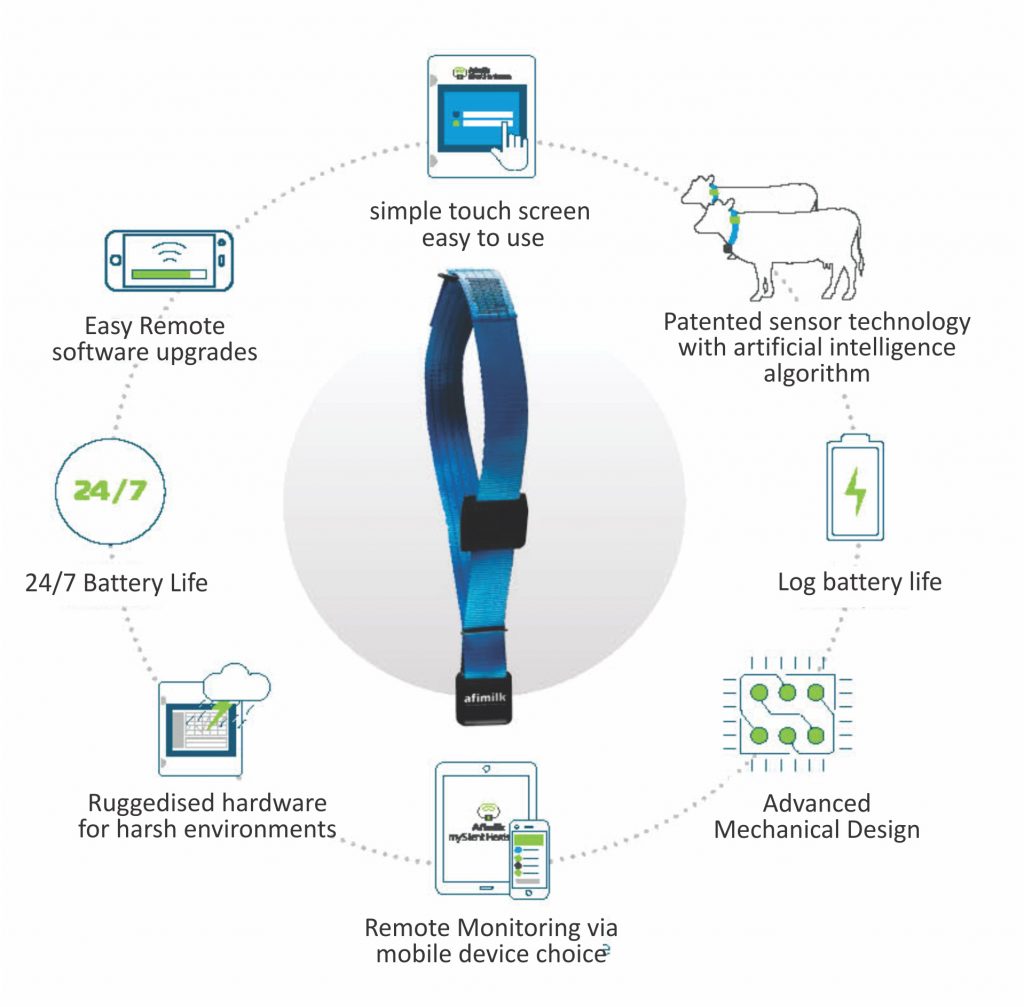 simple touch screen
easy to use
Patented sensor technology
with artificial intelligence
algorithm
Log battery life
Advanced
Mechanical Design
Remote Monitoring via
mobile device choice
Ruggedised hardware
for harsh environments
24/7
24/7 Battery Life
Easy Remote
software upgrades
afimilk
Afimilk